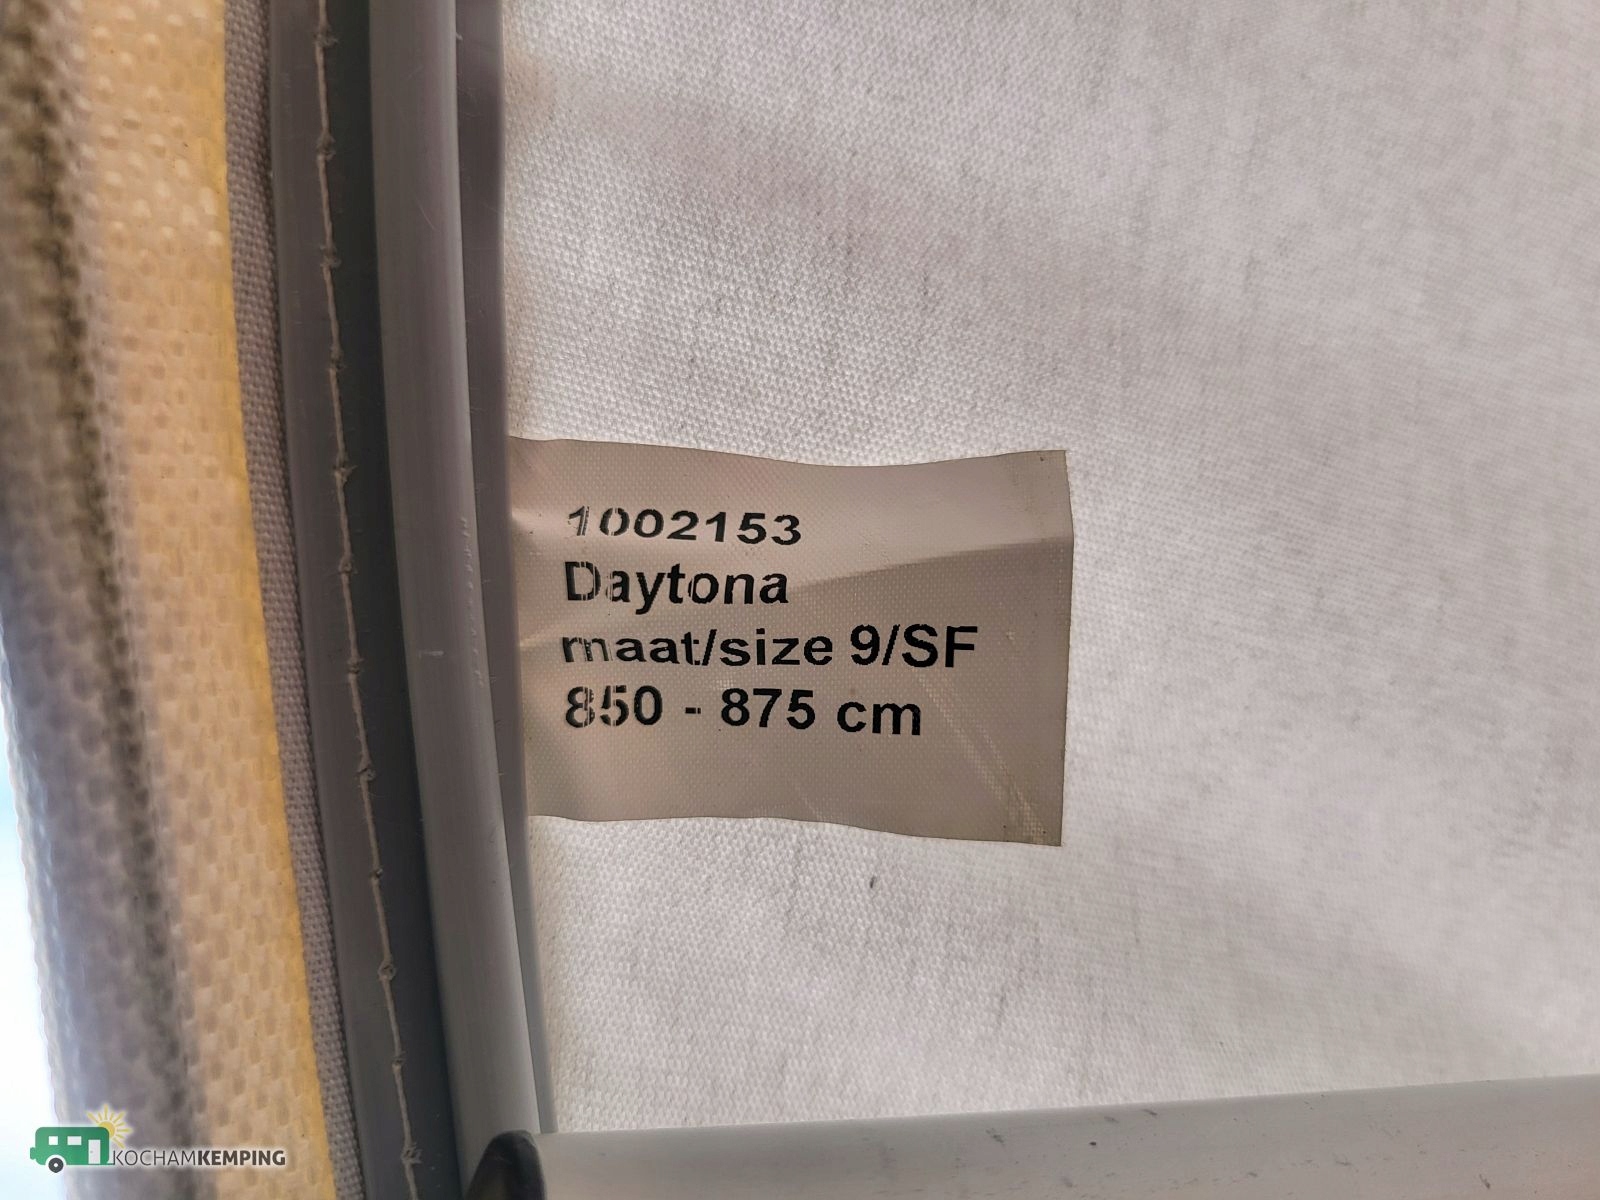 1002153
Daytona
maat/size 9/SF
850 - 875 cm
KOCHAMKEMPING